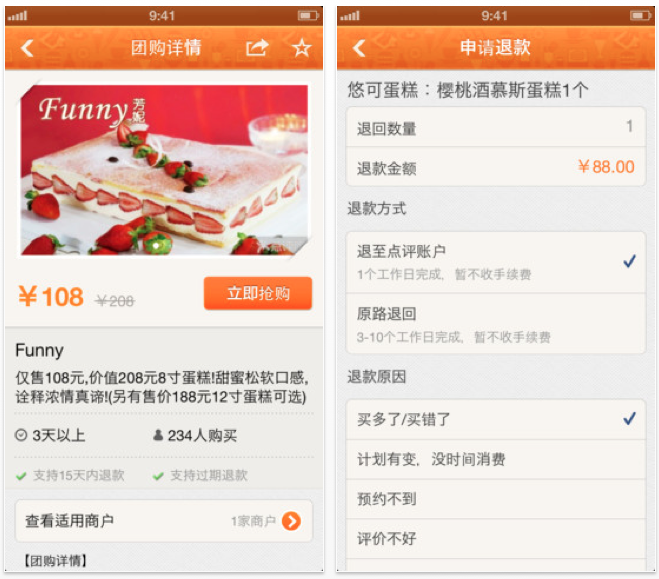 9:41
团购详情
Funny
芳妮
¥108 ¥208
立即抢购
Funny
仅售108元,价值208元8寸蛋糕!甜蜜松软口感,
诠释浓情真谛!(另有售价188元12寸蛋糕可选)
3天以上 234人购买
支持15天内退款 支持过期退款
查看适用商户 1家商户
【团购详情】
9:41
申请退款
悠可蛋糕：樱桃酒慕斯蛋糕1个
退回数量 1
退款金额 ¥88.00
退款方式
退至点评账户
1个工作日完成，暂不收手续费
原路退回
3-10个工作日完成，暂不收手续费
退款原因
买多了/买错了
计划有变，没时间消费
预约不到
评价不好